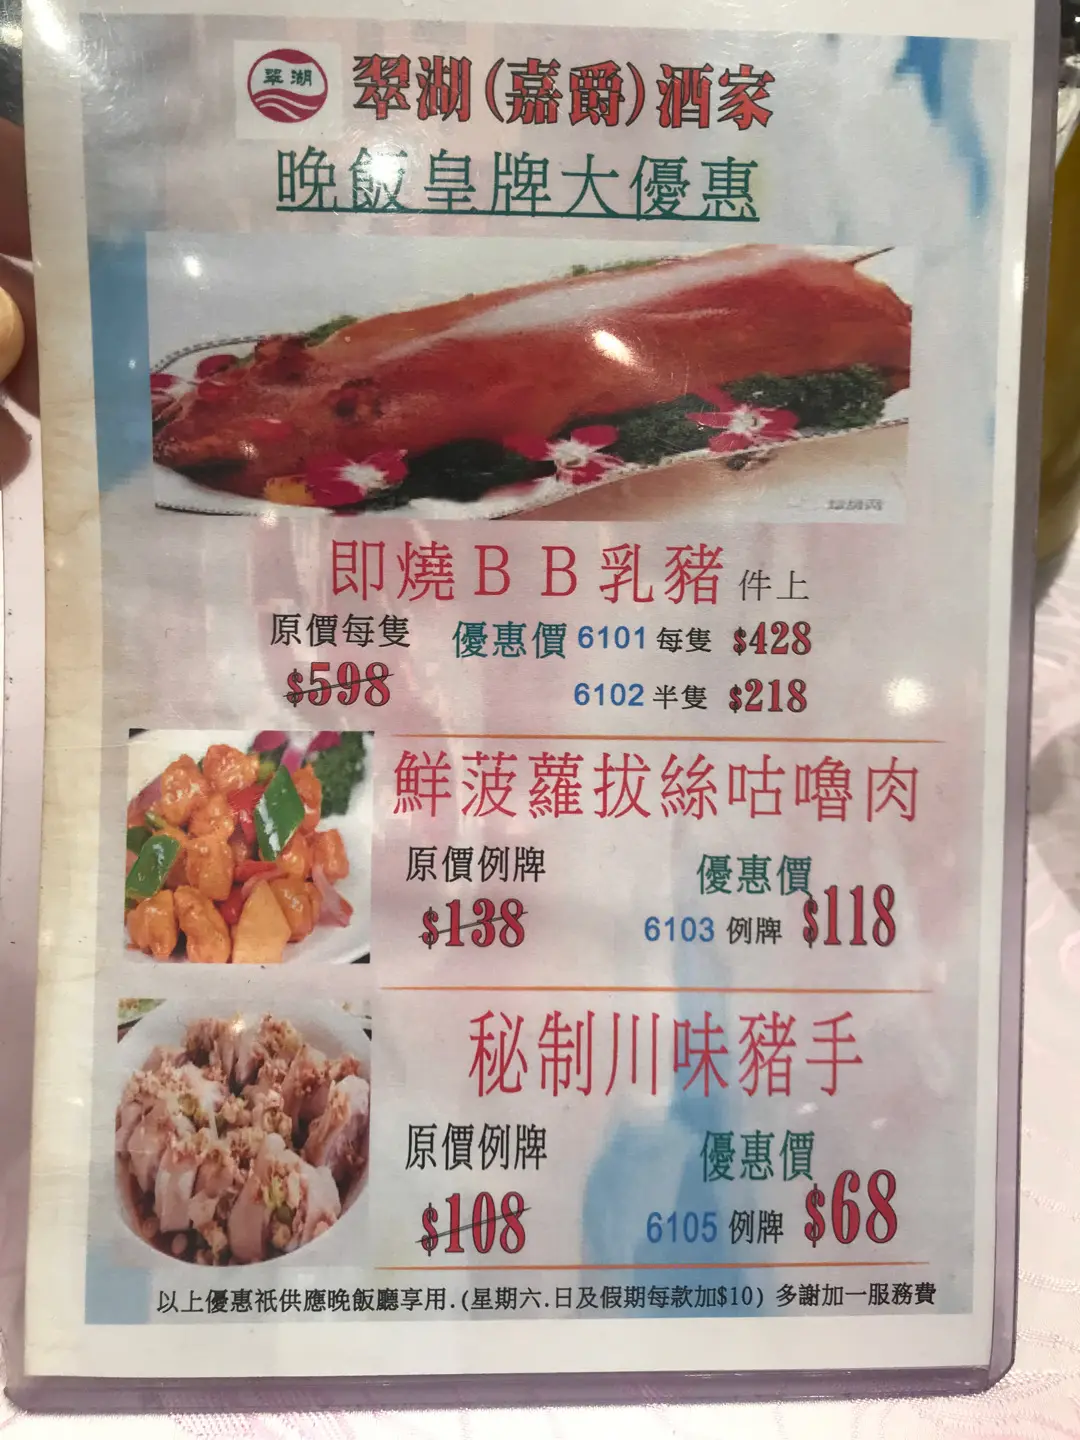 翠湖
翠湖(嘉爵)酒家
晚飯皇牌大優惠
即燒BB乳豬 件上
原價每隻 優惠價 6101 每隻 $428
$598 6102 半隻 $218
鮮菠蘿拔絲咕嚕肉
原價例牌 優惠價
$138 6103 例牌 $118
秘制川味豬手
原價例牌 優惠價
$108 6105 例牌 $68
以上優惠祇供應晚飯廳享用.(星期六.日及假期每款加$10) 多謝加一服務費